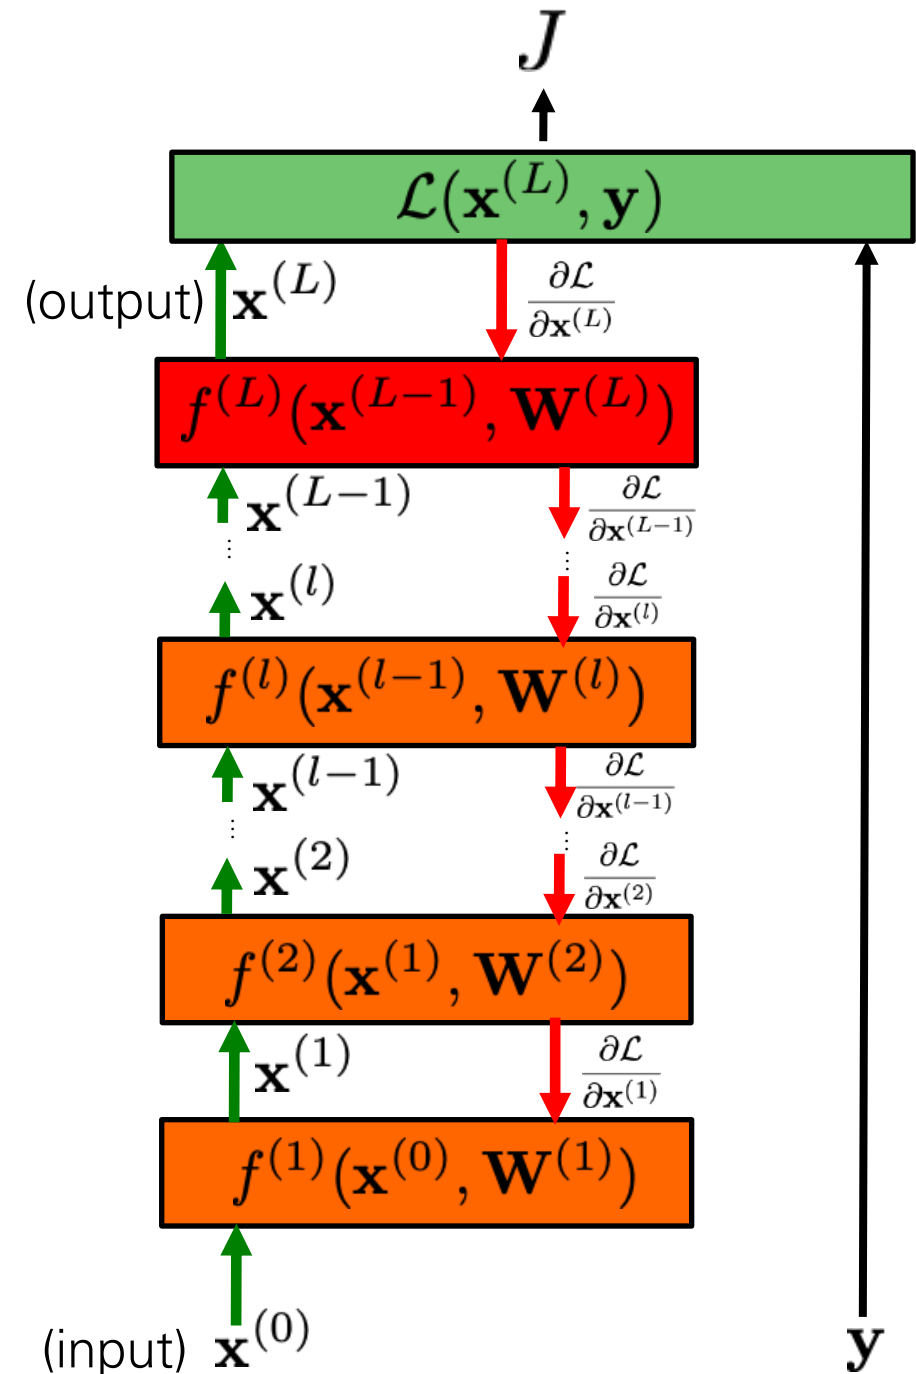 J
ℒ(x^(L), y)
(output) x^(L) ∂ℒ/∂x^(L)
f^(L)(x^(L−1), W^(L))
x^(L−1) ∂ℒ/∂x^(L−1)
⋮ ⋮
x^(l) ∂ℒ/∂x^(l)
f^(l)(x^(l−1), W^(l))
x^(l−1) ∂ℒ/∂x^(l−1)
⋮ ⋮
x^(2) ∂ℒ/∂x^(2)
f^(2)(x^(1), W^(2))
x^(1) ∂ℒ/∂x^(1)
f^(1)(x^(0), W^(1))
(input) x^(0) y